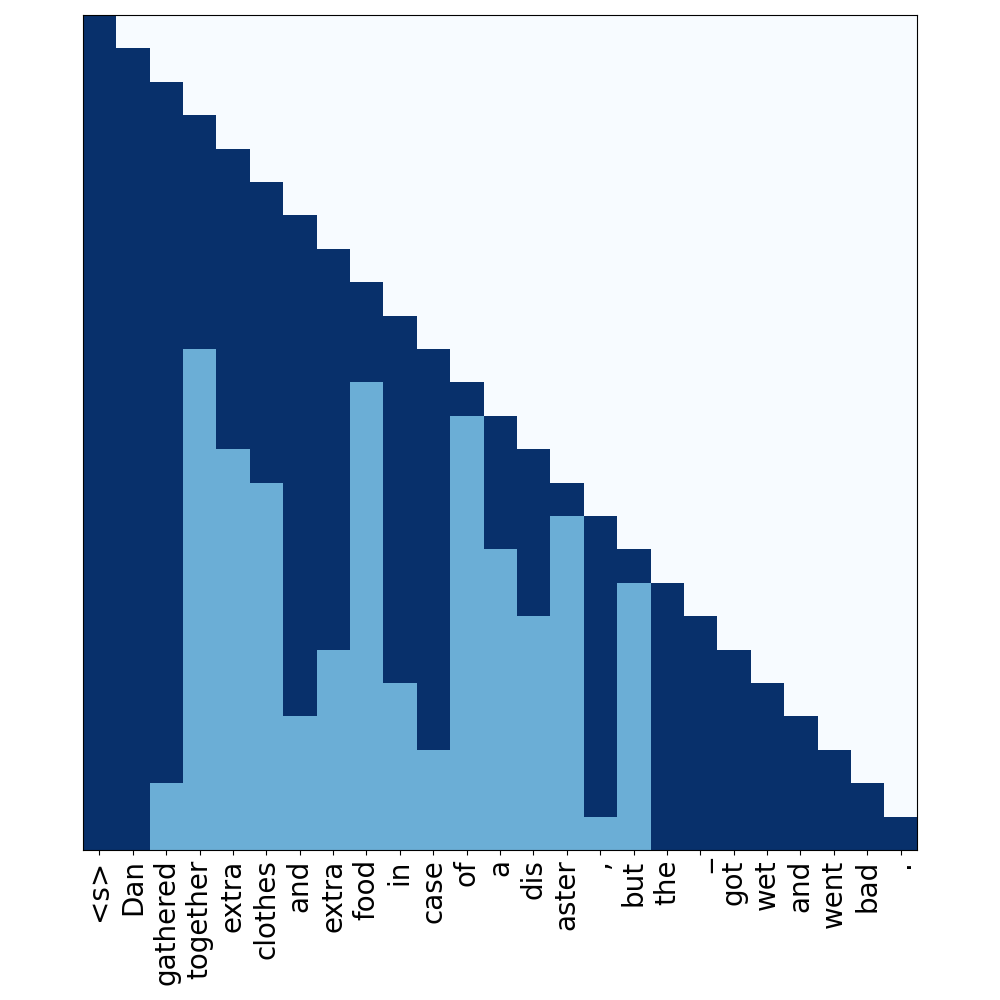 <s> Dan gathered together extra clothes and extra food in case of a dis aster , but the _ got wet and went bad .